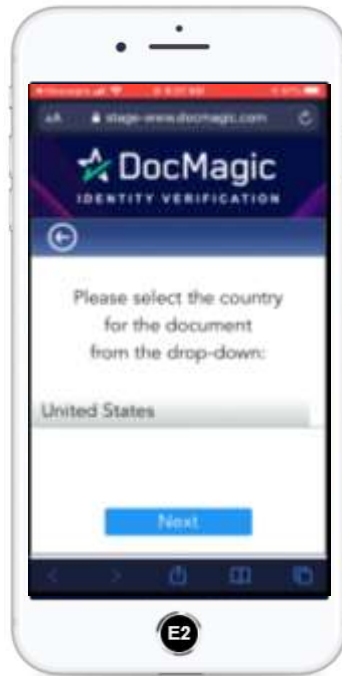 AA stage-www.docmagic.com
DocMagic
IDENTITY VERIFICATION
Please select the country
for the document
from the drop-down:
United States
Next
E2